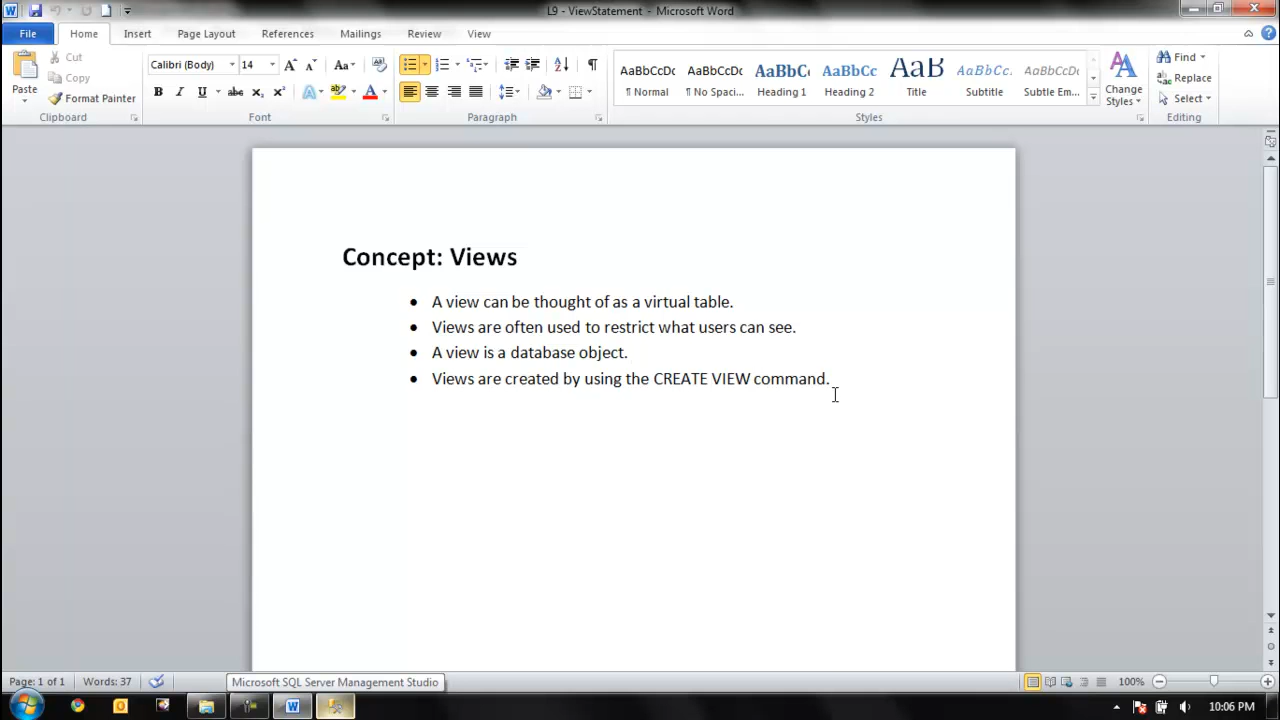 L9 - ViewStatement - Microsoft Word
File Home Insert Page Layout References Mailings Review View
Paste
Cut
Copy
Format Painter
Clipboard
Calibri (Body) 14
Font
Paragraph
AaBbCcDc AaBbCcDc AaBbC AaBbCc AaB AaBbCc. AaBbCcDc
¶ Normal ¶ No Spaci... Heading 1 Heading 2 Title Subtitle Subtle Em...
Change
Styles
Styles
Find
Replace
Select
Editing
Concept: Views
• A view can be thought of as a virtual table.
• Views are often used to restrict what users can see.
• A view is a database object.
• Views are created by using the CREATE VIEW command.
Page: 1 of 1 Words: 37
Microsoft SQL Server Management Studio
100%
10:06 PM